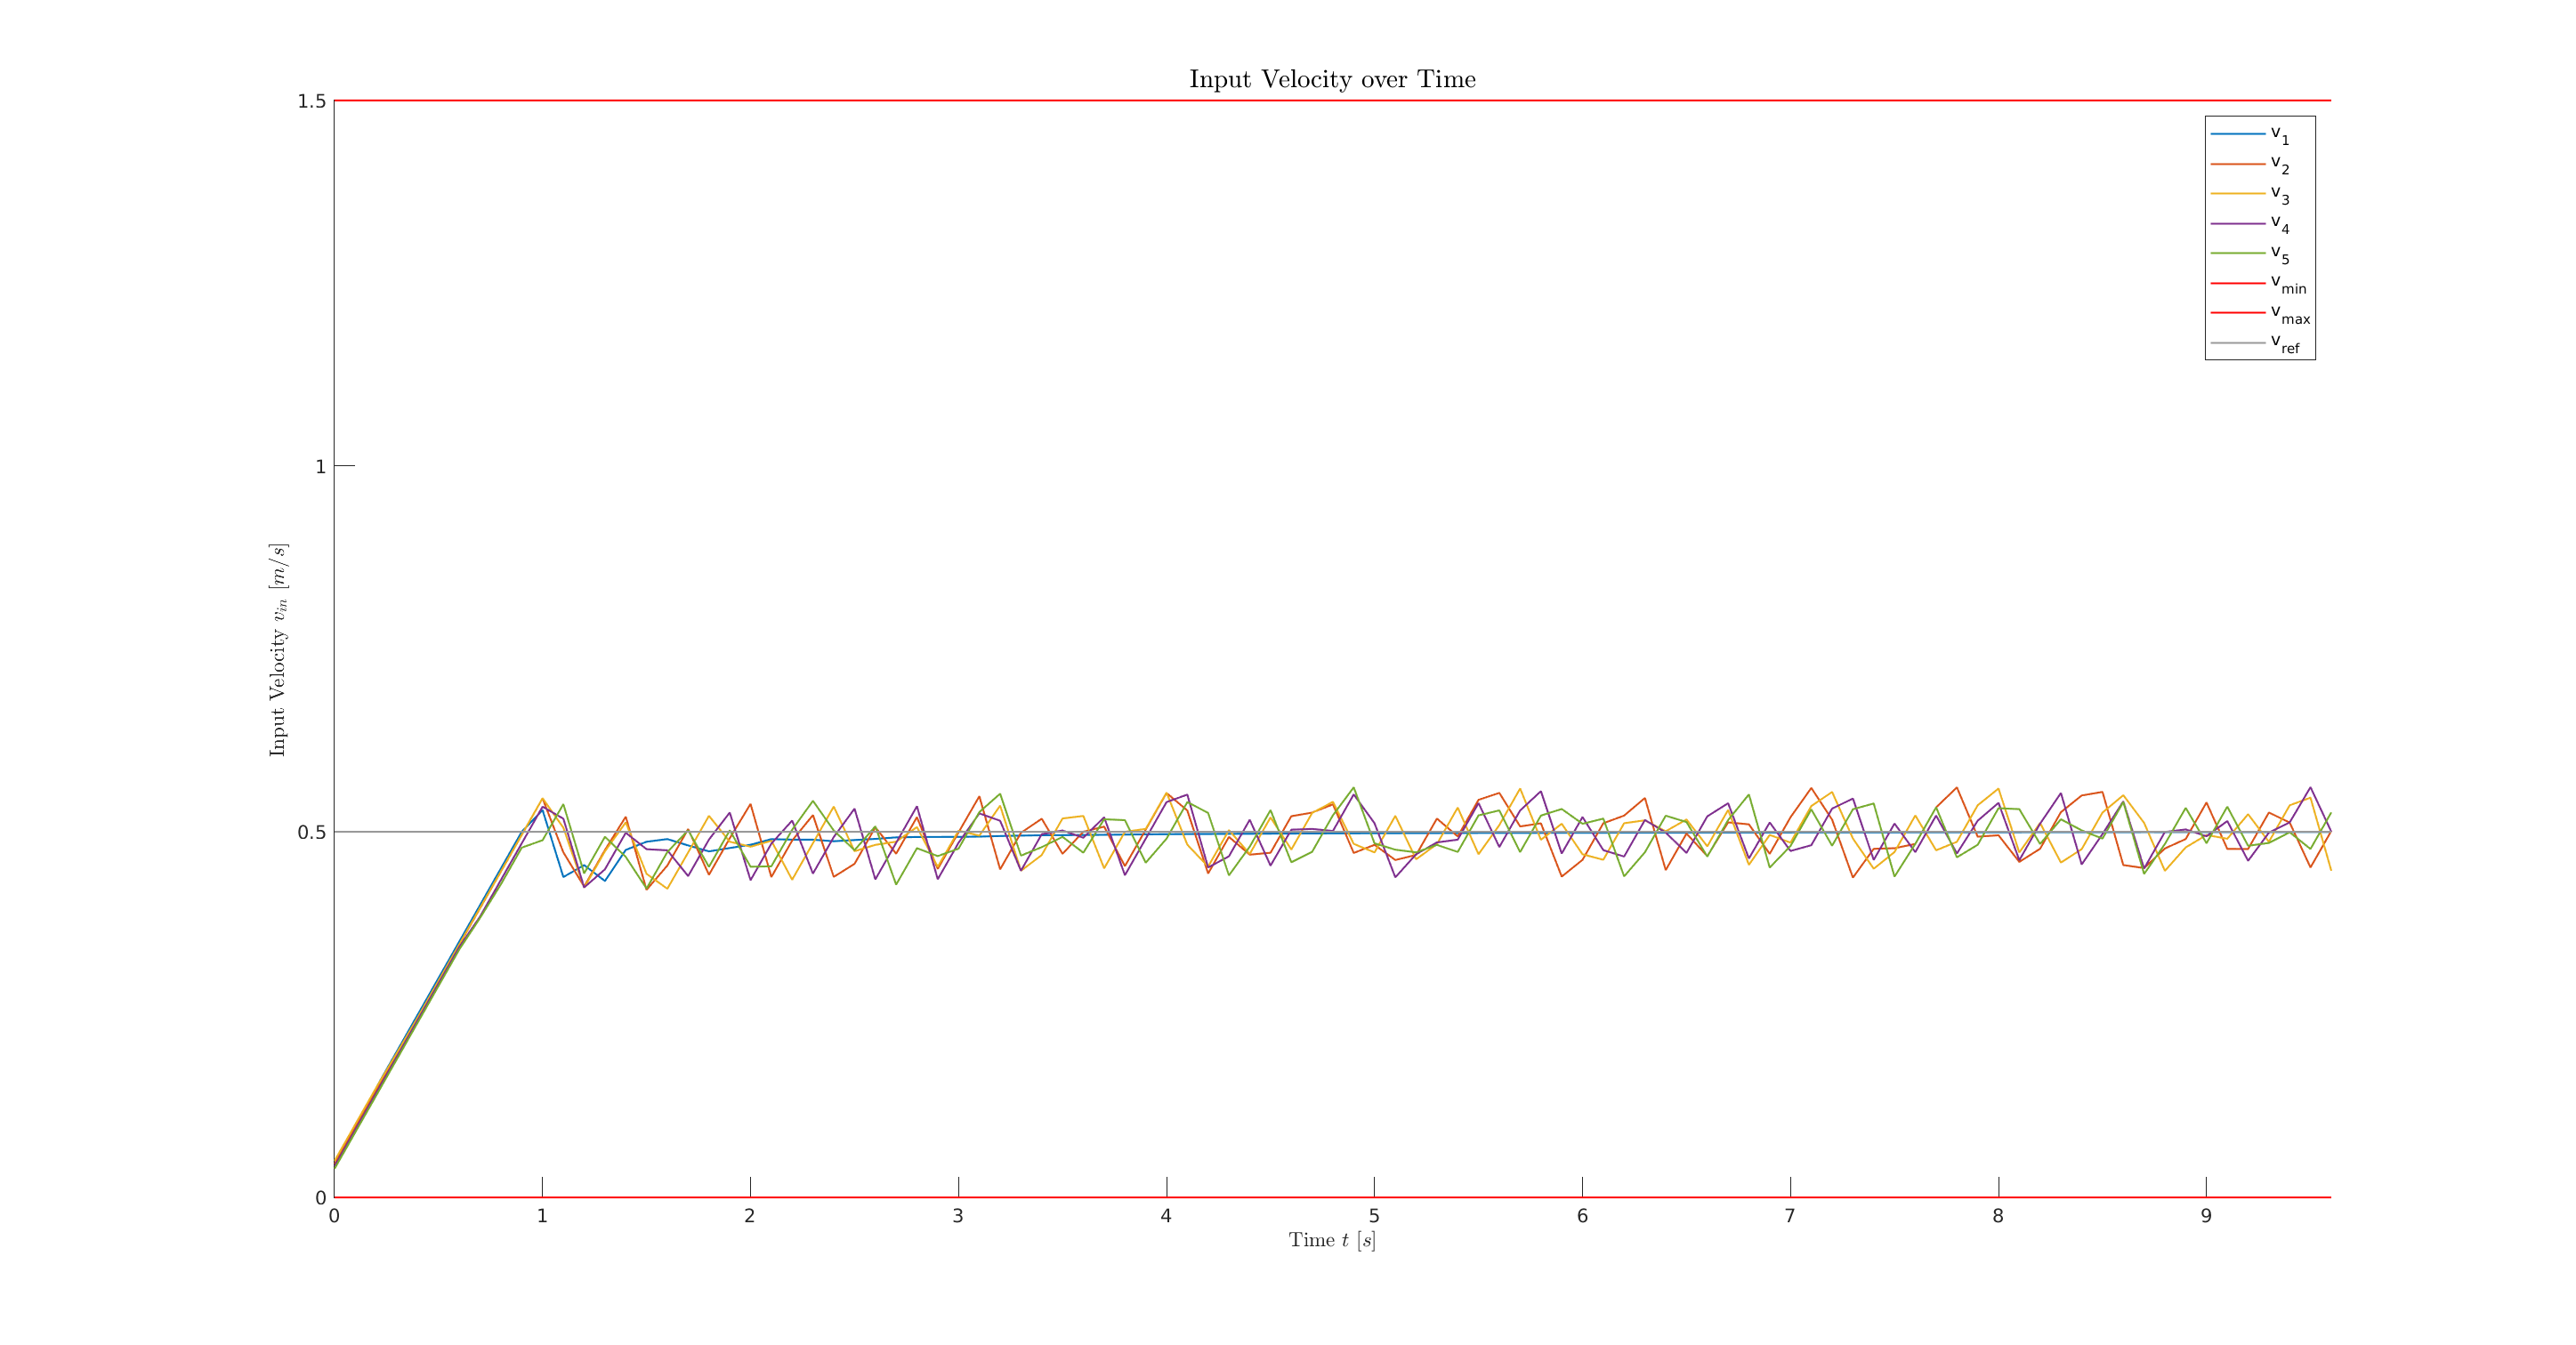 Input Velocity over Time
1.5
1
0.5
0
Input Velocity v_in [m/s]
v_1
v_2
v_3
v_4
v_5
v_min
v_max
v_ref
0 1 2 3 4 5 6 7 8 9
Time t [s]